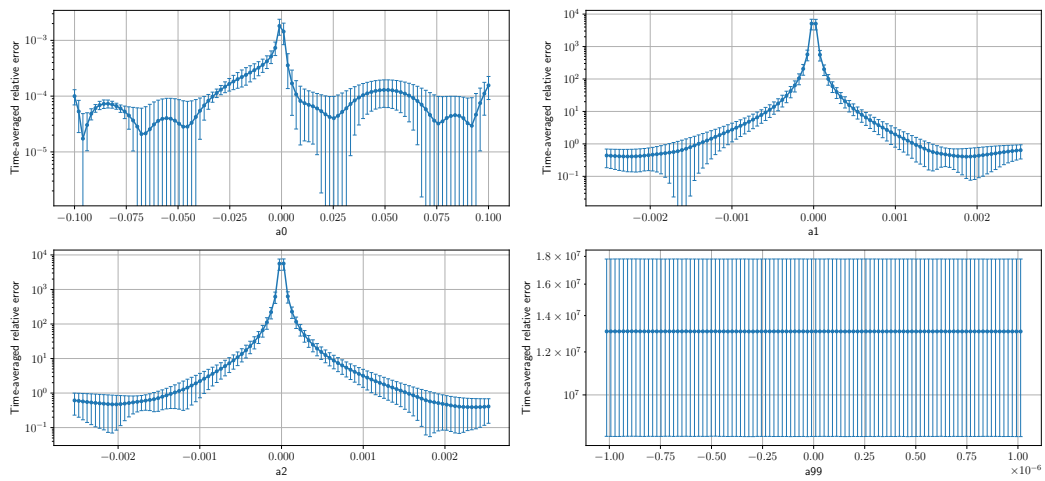 Time-averaged relative error
10⁻³
10⁻⁴
10⁻⁵
−0.100 −0.075 −0.050 −0.025 0.000 0.025 0.050 0.075 0.100
a0
Time-averaged relative error
10⁴
10³
10²
10¹
10⁰
10⁻¹
−0.002 −0.001 0.000 0.001 0.002
a1
Time-averaged relative error
10⁴
10³
10²
10¹
10⁰
10⁻¹
−0.002 −0.001 0.000 0.001 0.002
a2
Time-averaged relative error
1.8 × 10⁷
1.6 × 10⁷
1.4 × 10⁷
1.2 × 10⁷
10⁷
−1.00 −0.75 −0.50 −0.25 0.00 0.25 0.50 0.75 1.00
×10⁻⁶
a99